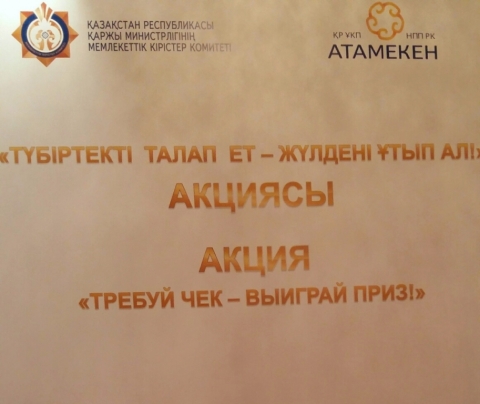 ҚАЗАҚСТАН РЕСПУБЛИКАСЫ
ҚАРЖЫ МИНИСТРЛІГІНІҢ
МЕМЛЕКЕТТІК КІРІСТЕР КОМИТЕТІ
ҚР ҰКП НПП РК
АТАМЕКЕН
«ТҮБІРТЕКТІ ТАЛАП ЕТ – ЖҮЛДЕНІ ҰТЫП АЛ!»
АКЦИЯСЫ
АКЦИЯ
«ТРЕБУЙ ЧЕК – ВЫИГРАЙ ПРИЗ!»